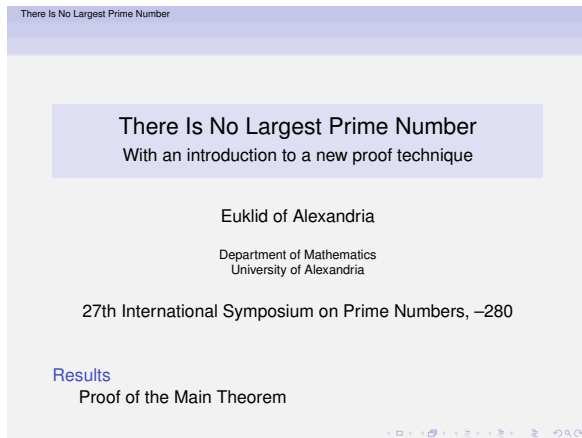 There Is No Largest Prime Number
There Is No Largest Prime Number
With an introduction to a new proof technique
Euklid of Alexandria
Department of Mathematics
University of Alexandria
27th International Symposium on Prime Numbers, –280
Results
Proof of the Main Theorem